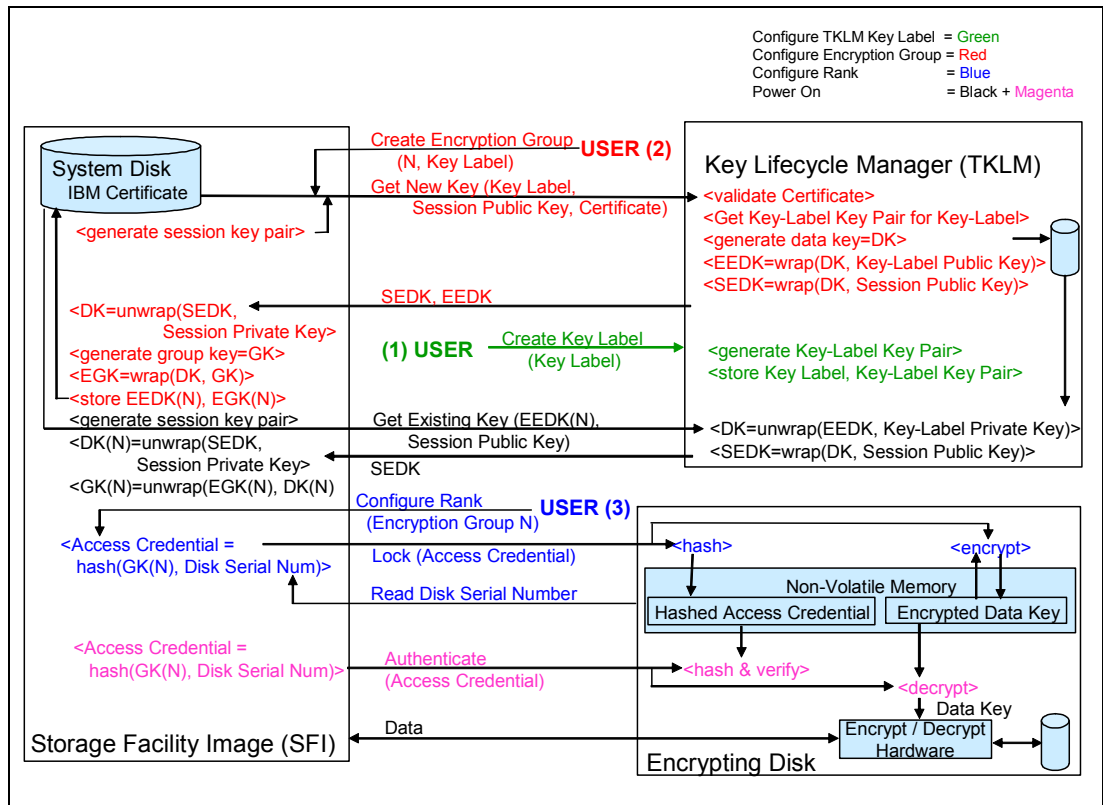 Configure TKLM Key Label = Green
Configure Encryption Group = Red
Configure Rank = Blue
Power On = Black + Magenta
System Disk
IBM Certificate
Create Encryption Group
(N, Key Label)
USER (2)
Get New Key (Key Label,
Session Public Key, Certificate)
<generate session key pair>
Key Lifecycle Manager (TKLM)
<validate Certificate>
<Get Key-Label Key Pair for Key-Label>
<generate data key=DK>
<EEDK=wrap(DK, Key-Label Public Key)>
<SEDK=wrap(DK, Session Public Key)>
SEDK, EEDK
<DK=unwrap(SEDK,
Session Private Key>
<generate group key=GK>
<EGK=wrap(DK, GK)>
<store EEDK(N), EGK(N)>
(1) USER
Create Key Label
(Key Label)
<generate Key-Label Key Pair>
<store Key Label, Key-Label Key Pair>
<generate session key pair>
<DK(N)=unwrap(SEDK,
Session Private Key>
<GK(N)=unwrap(EGK(N), DK(N)
Get Existing Key (EEDK(N),
Session Public Key)
SEDK
<DK=unwrap(EEDK, Key-Label Private Key)>
<SEDK=wrap(DK, Session Public Key)>
Configure Rank
(Encryption Group N)
USER (3)
<Access Credential =
hash(GK(N), Disk Serial Num)>
Lock (Access Credential)
Read Disk Serial Number
<hash>
<encrypt>
Non-Volatile Memory
Hashed Access Credential
Encrypted Data Key
<Access Credential =
hash(GK(N), Disk Serial Num)>
Authenticate
(Access Credential)
<hash & verify>
<decrypt>
Data Key
Data
Encrypt / Decrypt
Hardware
Storage Facility Image (SFI)
Encrypting Disk